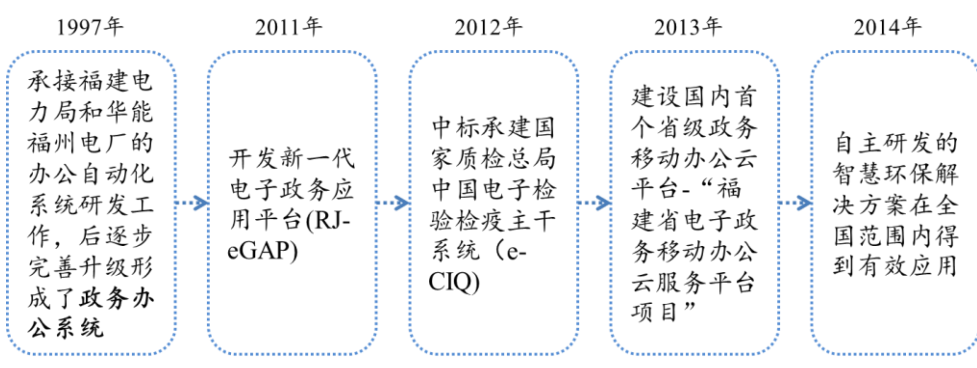 1997年
承接福建电
力局和华能
福州电厂的
办公自动化
系统研发工
作，后逐步
完善升级形
成了政务办
公系统
2011年
开发新一代
电子政务应
用平台(RJ-
eGAP)
2012年
中标承建国
家质检总局
中国电子检
验检疫主干
系统（e-
CIQ)
2013年
建设国内首
个省级政务
移动办公云
平台-“福
建省电子政
务移动办公
云服务平台
项目”
2014年
自主研发的
智慧环保解
决方案在全
国范围内得
到有效应用